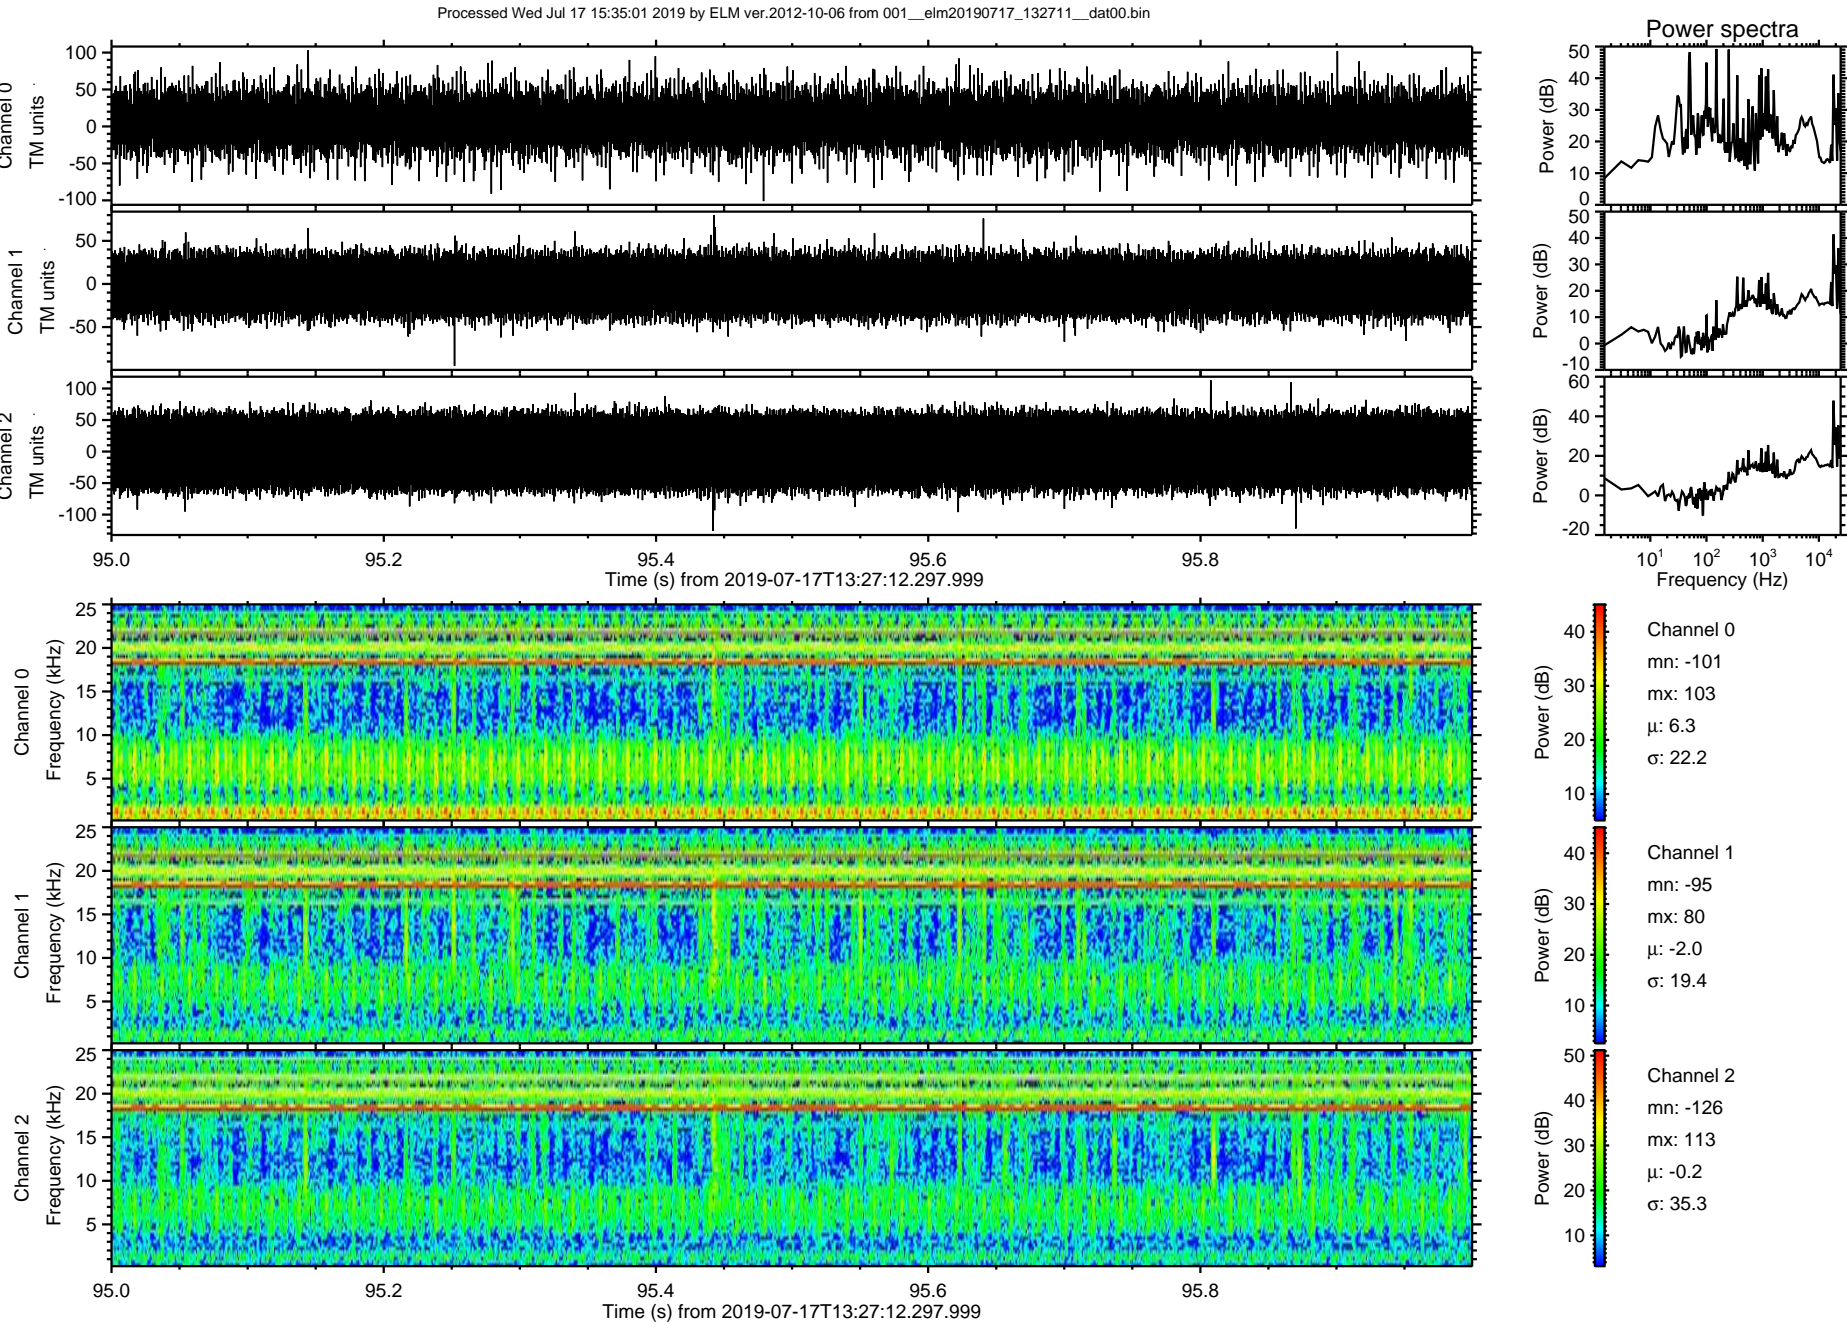 Processed Wed Jul 17 15:35:01 2019 by ELM ver.2012-10-06 from 001__elm20190717_132711__dat00.bin
Power spectra
Channel 0
TM units
100
50
0
-50
-100
Power (dB)
50
40
30
20
10
0
Channel 1
TM units
50
0
-50
Power (dB)
50
40
30
20
10
0
-10
Channel 2
TM units
100
50
0
-50
-100
Power (dB)
60
40
20
0
-20
95.0 95.2 95.4 95.6 95.8
Time (s) from 2019-07-17T13:27:12.297.999
10^1 10^2 10^3 10^4
Frequency (Hz)
Channel 0
Frequency (kHz)
25
20
15
10
5
Power (dB)
40
30
20
10
Channel 0
mn: -101
mx: 103
μ: 6.3
σ: 22.2
Channel 1
Frequency (kHz)
25
20
15
10
5
Power (dB)
40
30
20
10
Channel 1
mn: -95
mx: 80
μ: -2.0
σ: 19.4
Channel 2
Frequency (kHz)
25
20
15
10
5
Power (dB)
50
40
30
20
10
Channel 2
mn: -126
mx: 113
μ: -0.2
σ: 35.3
95.0 95.2 95.4 95.6 95.8
Time (s) from 2019-07-17T13:27:12.297.999